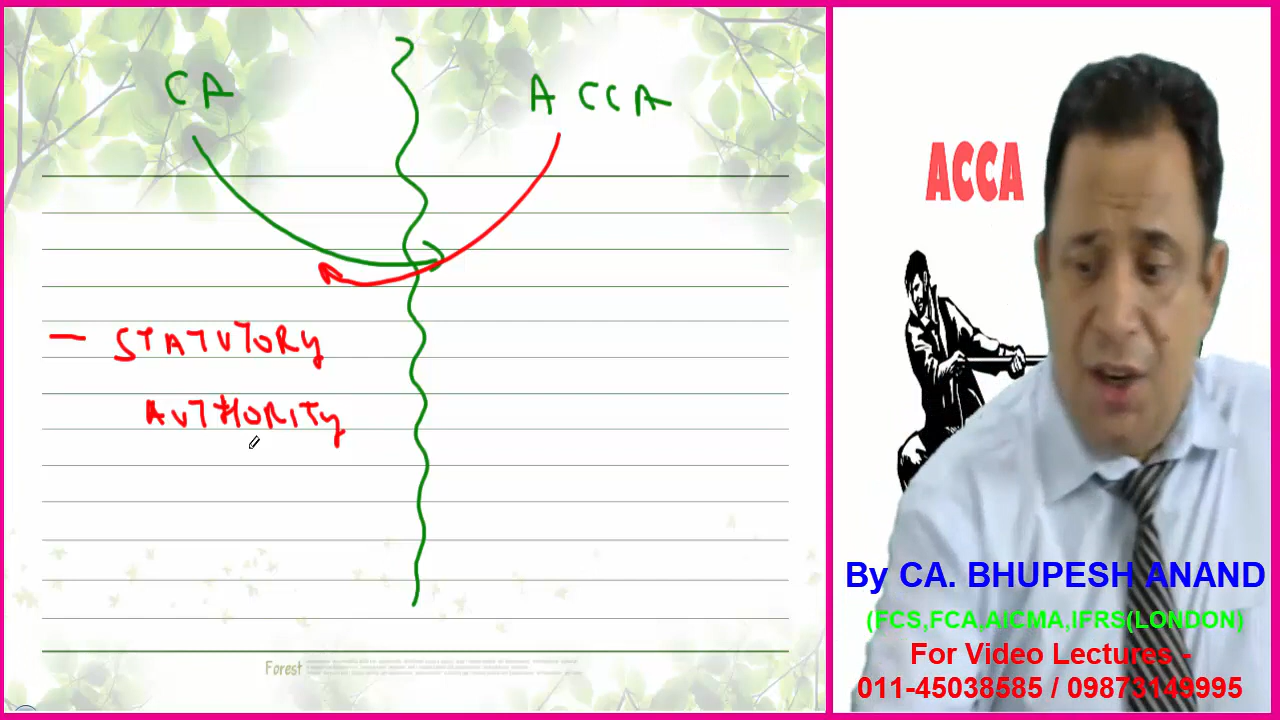 CA
ACCA
- STATUTORY
AUTHORITY
Forest
ACCA
By CA. BHUPESH ANAND
(FCS,FCA,AICMA,IFRS(LONDON)
For Video Lectures -
011-45038585 / 09873149995